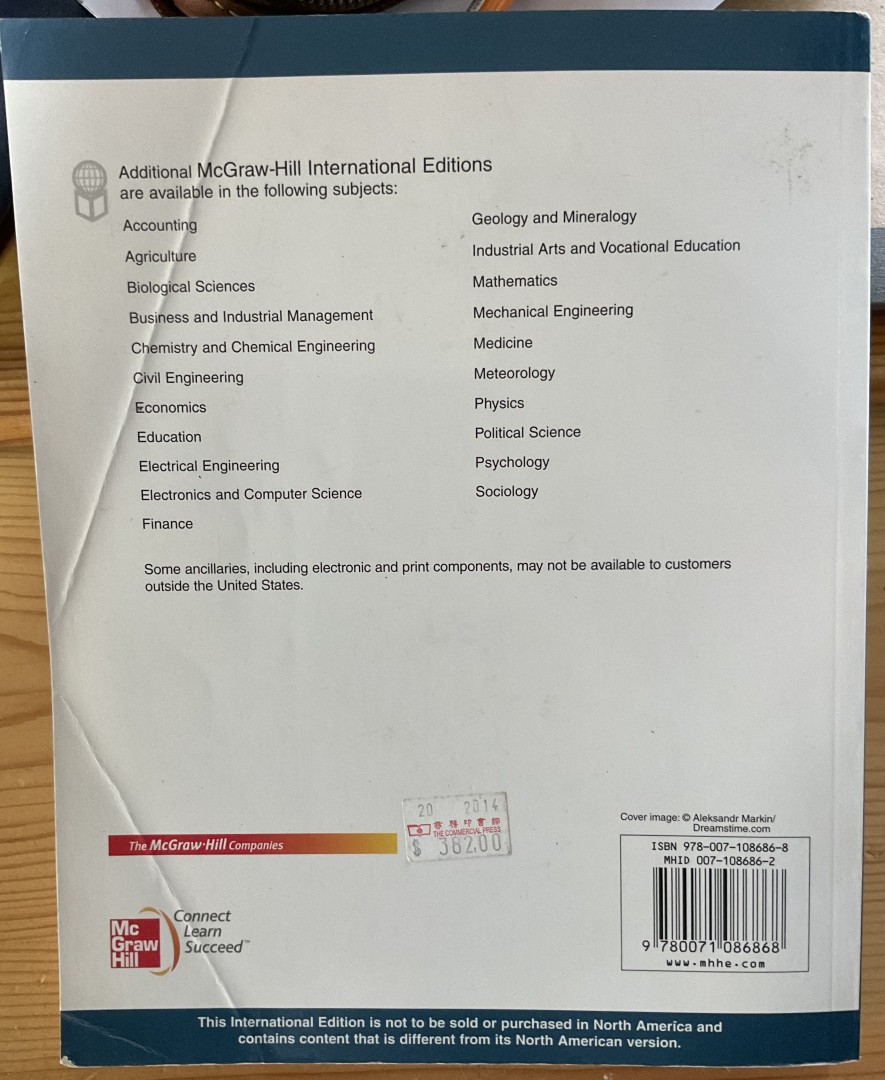 Additional McGraw-Hill International Editions
are available in the following subjects:
Accounting
Agriculture
Biological Sciences
Business and Industrial Management
Chemistry and Chemical Engineering
Civil Engineering
Economics
Education
Electrical Engineering
Electronics and Computer Science
Finance
Geology and Mineralogy
Industrial Arts and Vocational Education
Mathematics
Mechanical Engineering
Medicine
Meteorology
Physics
Political Science
Psychology
Sociology
Some ancillaries, including electronic and print components, may not be available to customers
outside the United States.
20 2014
商務印書館
THE COMMERCIAL PRESS
$ 382.00
The McGraw·Hill Companies
Mc
Graw
Hill
Connect
Learn
Succeed™
Cover image: © Aleksandr Markin/
Dreamstime.com
ISBN 978-007-108686-8
MHID 007-108686-2
9 780071 086868
www.mhhe.com
This International Edition is not to be sold or purchased in North America and
contains content that is different from its North American version.